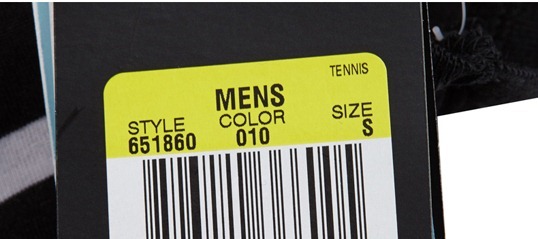 TENNIS
MENS
STYLE COLOR SIZE
651860 010 S